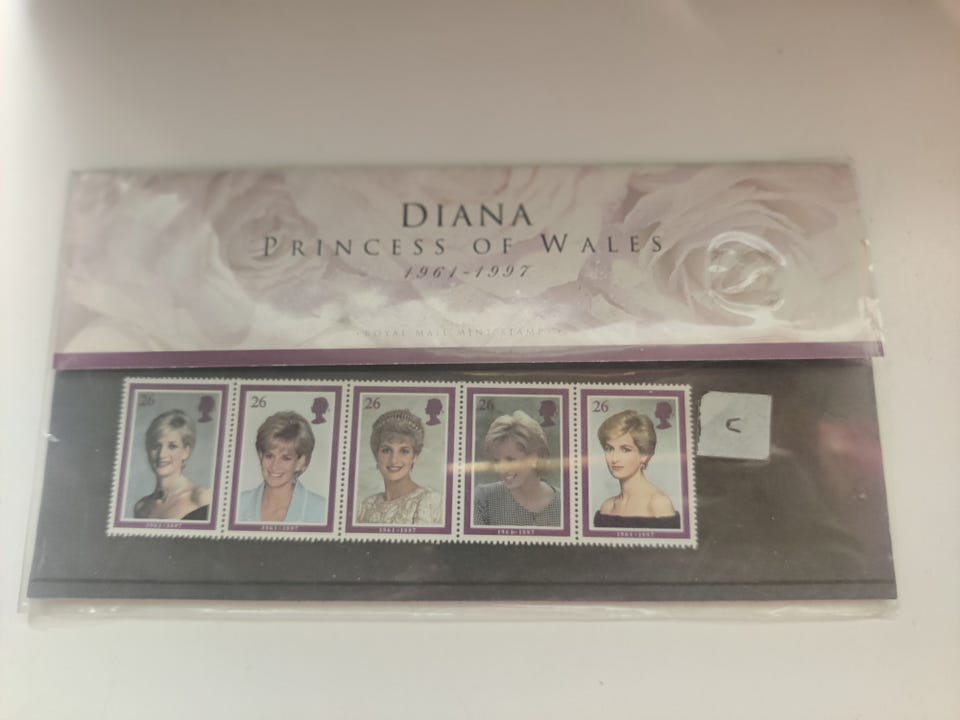 DIANA
PRINCESS OF WALES
1961-1997
·ROYAL MAIL MINT STAMPS·
26 26 26 26 26
1961-1997 1961-1997 1961-1997 1961-1997 1961-1997
C